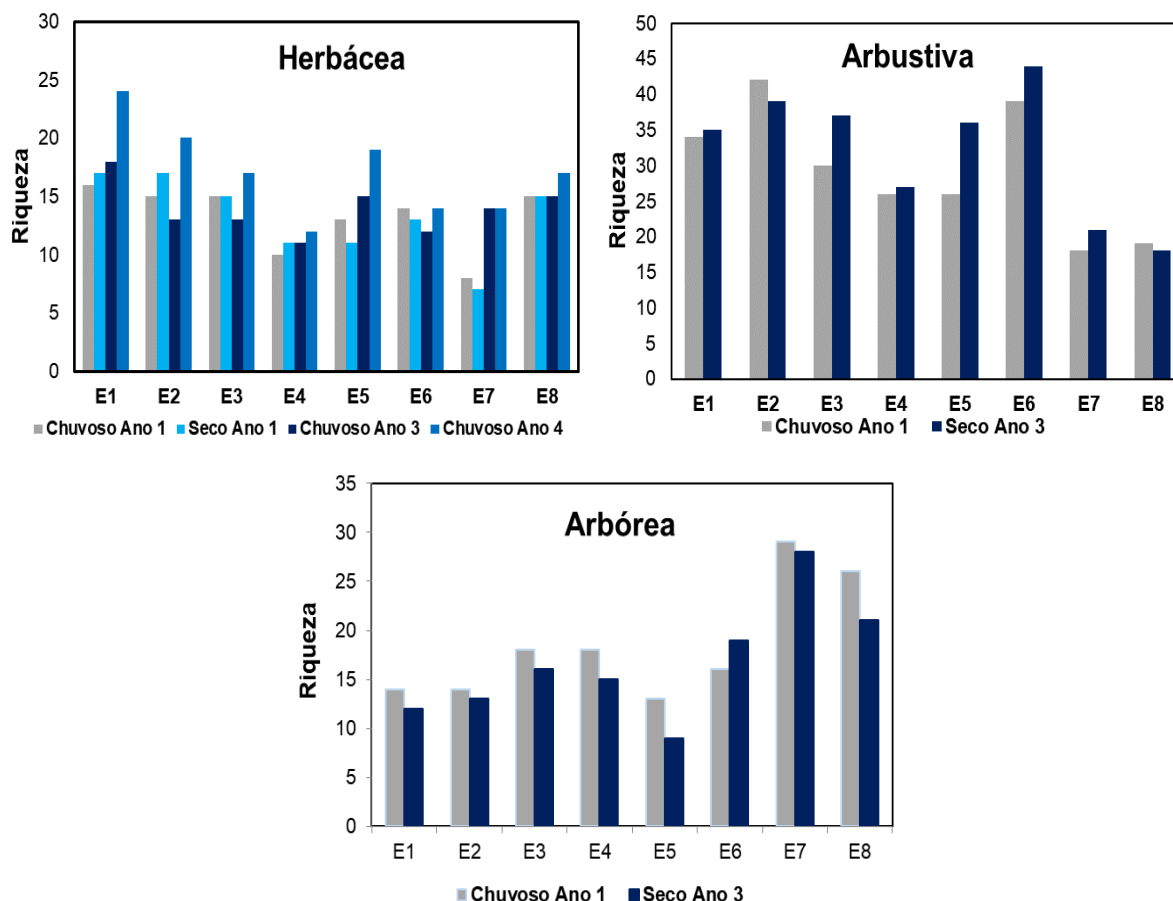 Herbácea
Riqueza
30
25
20
15
10
5
0
E1 E2 E3 E4 E5 E6 E7 E8
Chuvoso Ano 1 Seco Ano 1 Chuvoso Ano 3 Chuvoso Ano 4
Arbustiva
Riqueza
50
45
40
35
30
25
20
15
10
5
0
E1 E2 E3 E4 E5 E6 E7 E8
Chuvoso Ano 1 Seco Ano 3
Arbórea
Riqueza
35
30
25
20
15
10
5
0
E1 E2 E3 E4 E5 E6 E7 E8
Chuvoso Ano 1 Seco Ano 3